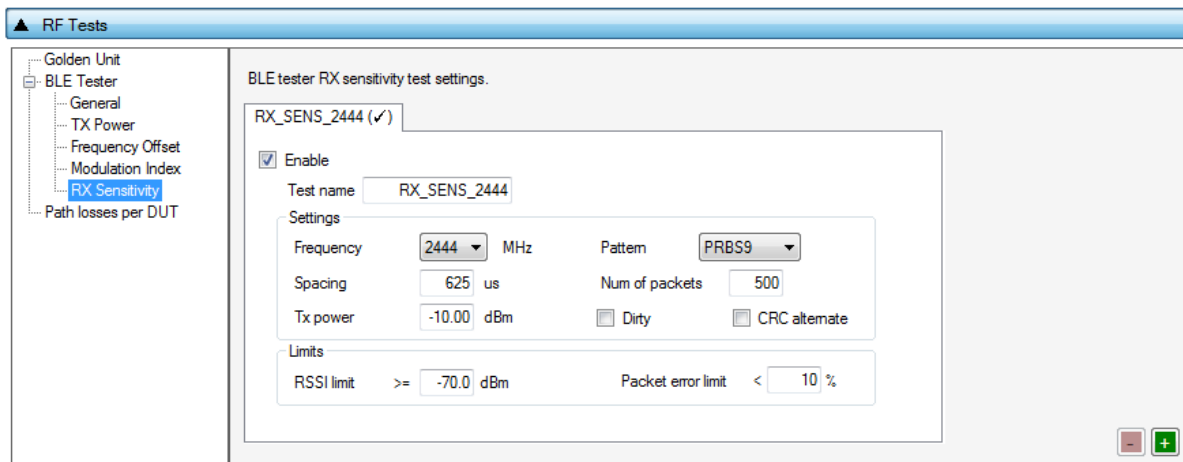 ▲ RF Tests
Golden Unit
BLE Tester
General
TX Power
Frequency Offset
Modulation Index
RX Sensitivity
Path losses per DUT
BLE tester RX sensitivity test settings.
RX_SENS_2444 (✓)
Enable
Test name RX_SENS_2444
Settings
Frequency 2444 MHz Pattern PRBS9
Spacing 625 us Num of packets 500
Tx power -10.00 dBm Dirty CRC alternate
Limits
RSSI limit >= -70.0 dBm Packet error limit < 10 %
- +